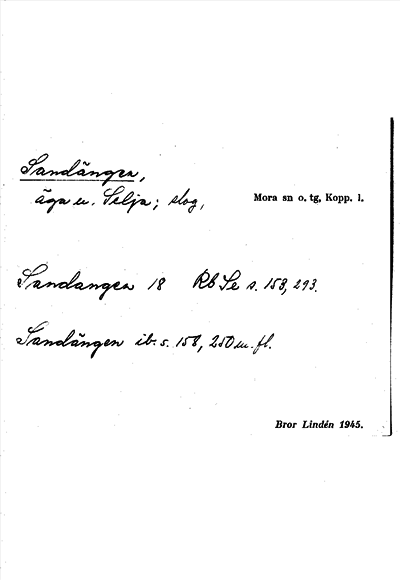 Sandängen,
äga u. Selja; slog,
Mora sn o. tg, Kopp. l.
Sandangen 18 Rb Se s. 158, 293.
Sandängen ib. s. 158, 250 m. fl.
Bror Lindén 1945.